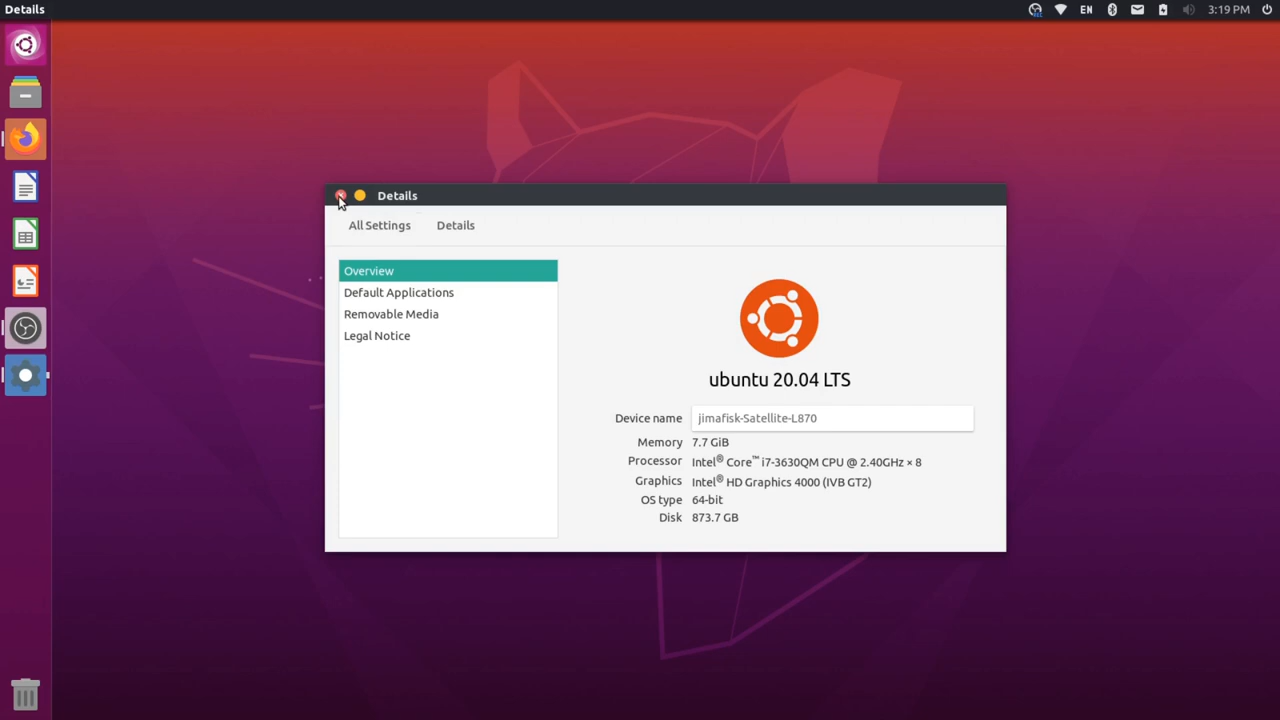 Details
EN
3:19 PM
Details
All Settings Details
Overview
Default Applications
Removable Media
Legal Notice
ubuntu 20.04 LTS
Device name jimafisk-Satellite-L870
Memory 7.7 GiB
Processor Intel® Core™ i7-3630QM CPU @ 2.40GHz × 8
Graphics Intel® HD Graphics 4000 (IVB GT2)
OS type 64-bit
Disk 873.7 GB